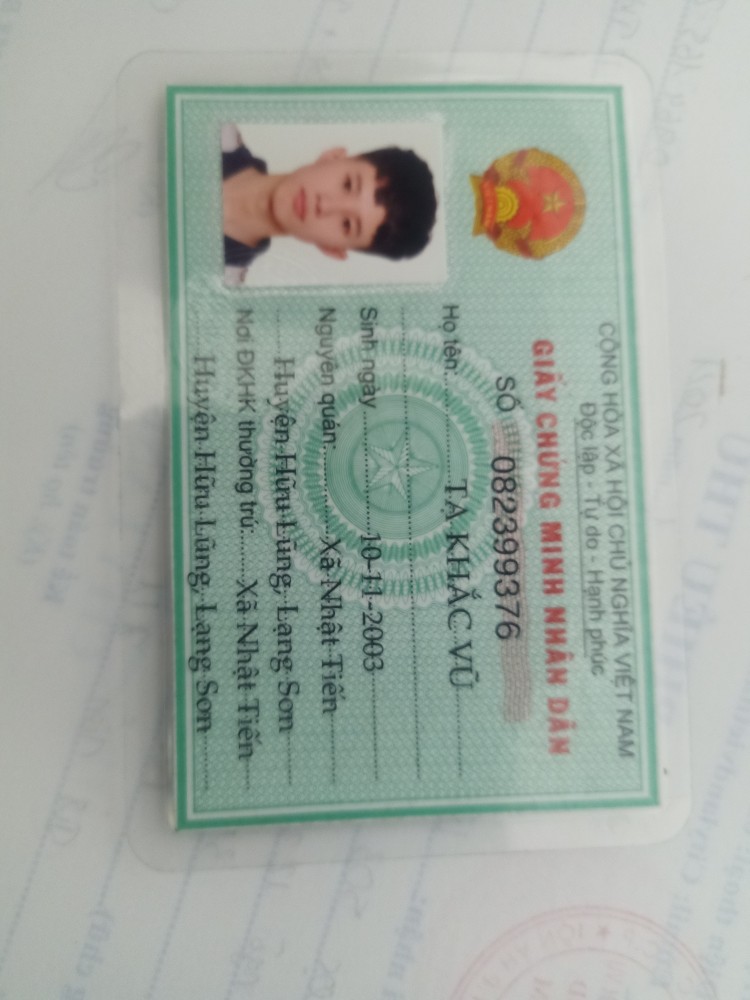 CỘNG HÒA XÃ HỘI CHỦ NGHĨA VIỆT NAM
Độc lập - Tự do - Hạnh phúc
GIẤY CHỨNG MINH NHÂN DÂN
SỐ 082399376
Họ tên: TẠ KHẮC VŨ
Sinh ngày 10-11-2003
Nguyên quán: Xã Nhật Tiến
Huyện Hữu Lũng, Lạng Sơn
Nơi ĐKHK thường trú: Xã Nhật Tiến
Huyện Hữu Lũng, Lạng Sơn